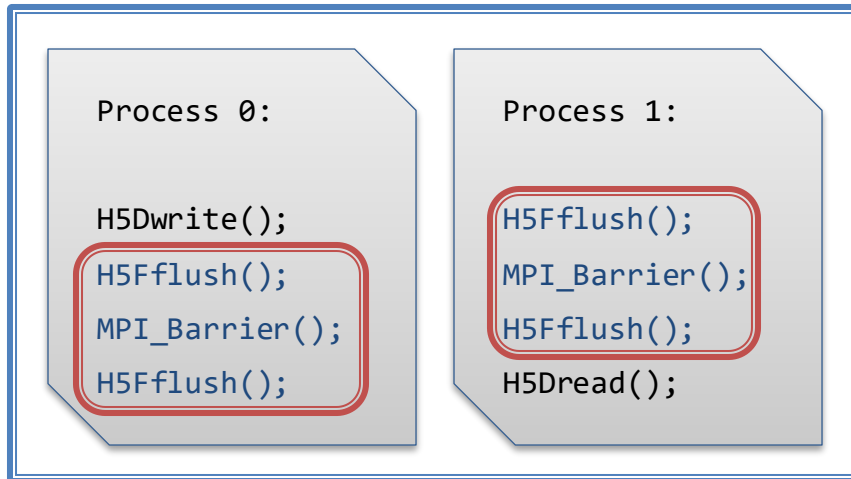 Process 0:
H5Dwrite();
H5Fflush();
MPI_Barrier();
H5Fflush();
Process 1:
H5Fflush();
MPI_Barrier();
H5Fflush();
H5Dread();